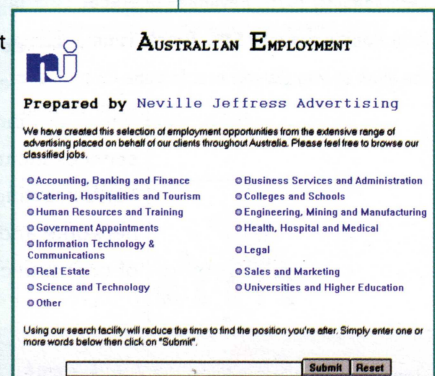 t
nj
AUSTRALIAN EMPLOYMENT
Prepared by Neville Jeffress Advertising
We have created this selection of employment opportunities from the extensive range of
advertising placed on behalf of our clients throughout Australia. Please feel free to browse our
classified jobs.
Accounting, Banking and Finance
Business Services and Administration
Catering, Hospitalities and Tourism
Colleges and Schools
Human Resources and Training
Engineering, Mining and Manufacturing
Government Appointments
Health, Hospital and Medical
Information Technology &
Communications
Legal
Real Estate
Sales and Marketing
Science and Technology
Universities and Higher Education
Other
Using our search facility will reduce the time to find the position you're after. Simply enter one or
more words below then click on "Submit".
Submit Reset